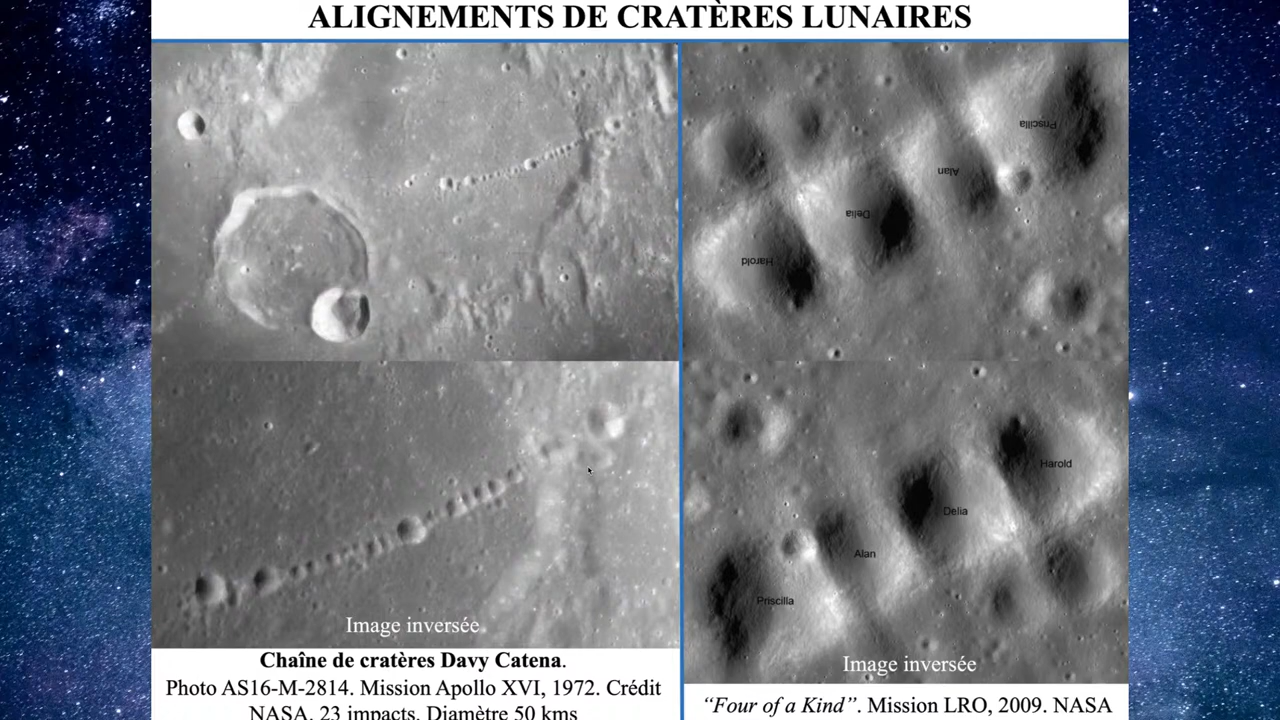 ALIGNEMENTS DE CRATÈRES LUNAIRES
Priscilla
Alan
Delia
Harold
Image inversée
Chaîne de cratères Davy Catena.
Photo AS16-M-2814. Mission Apollo XVI, 1972. Crédit
NASA. 23 impacts. Diamètre 50 kms
Harold
Delia
Alan
Priscilla
Image inversée
“Four of a Kind”. Mission LRO, 2009. NASA